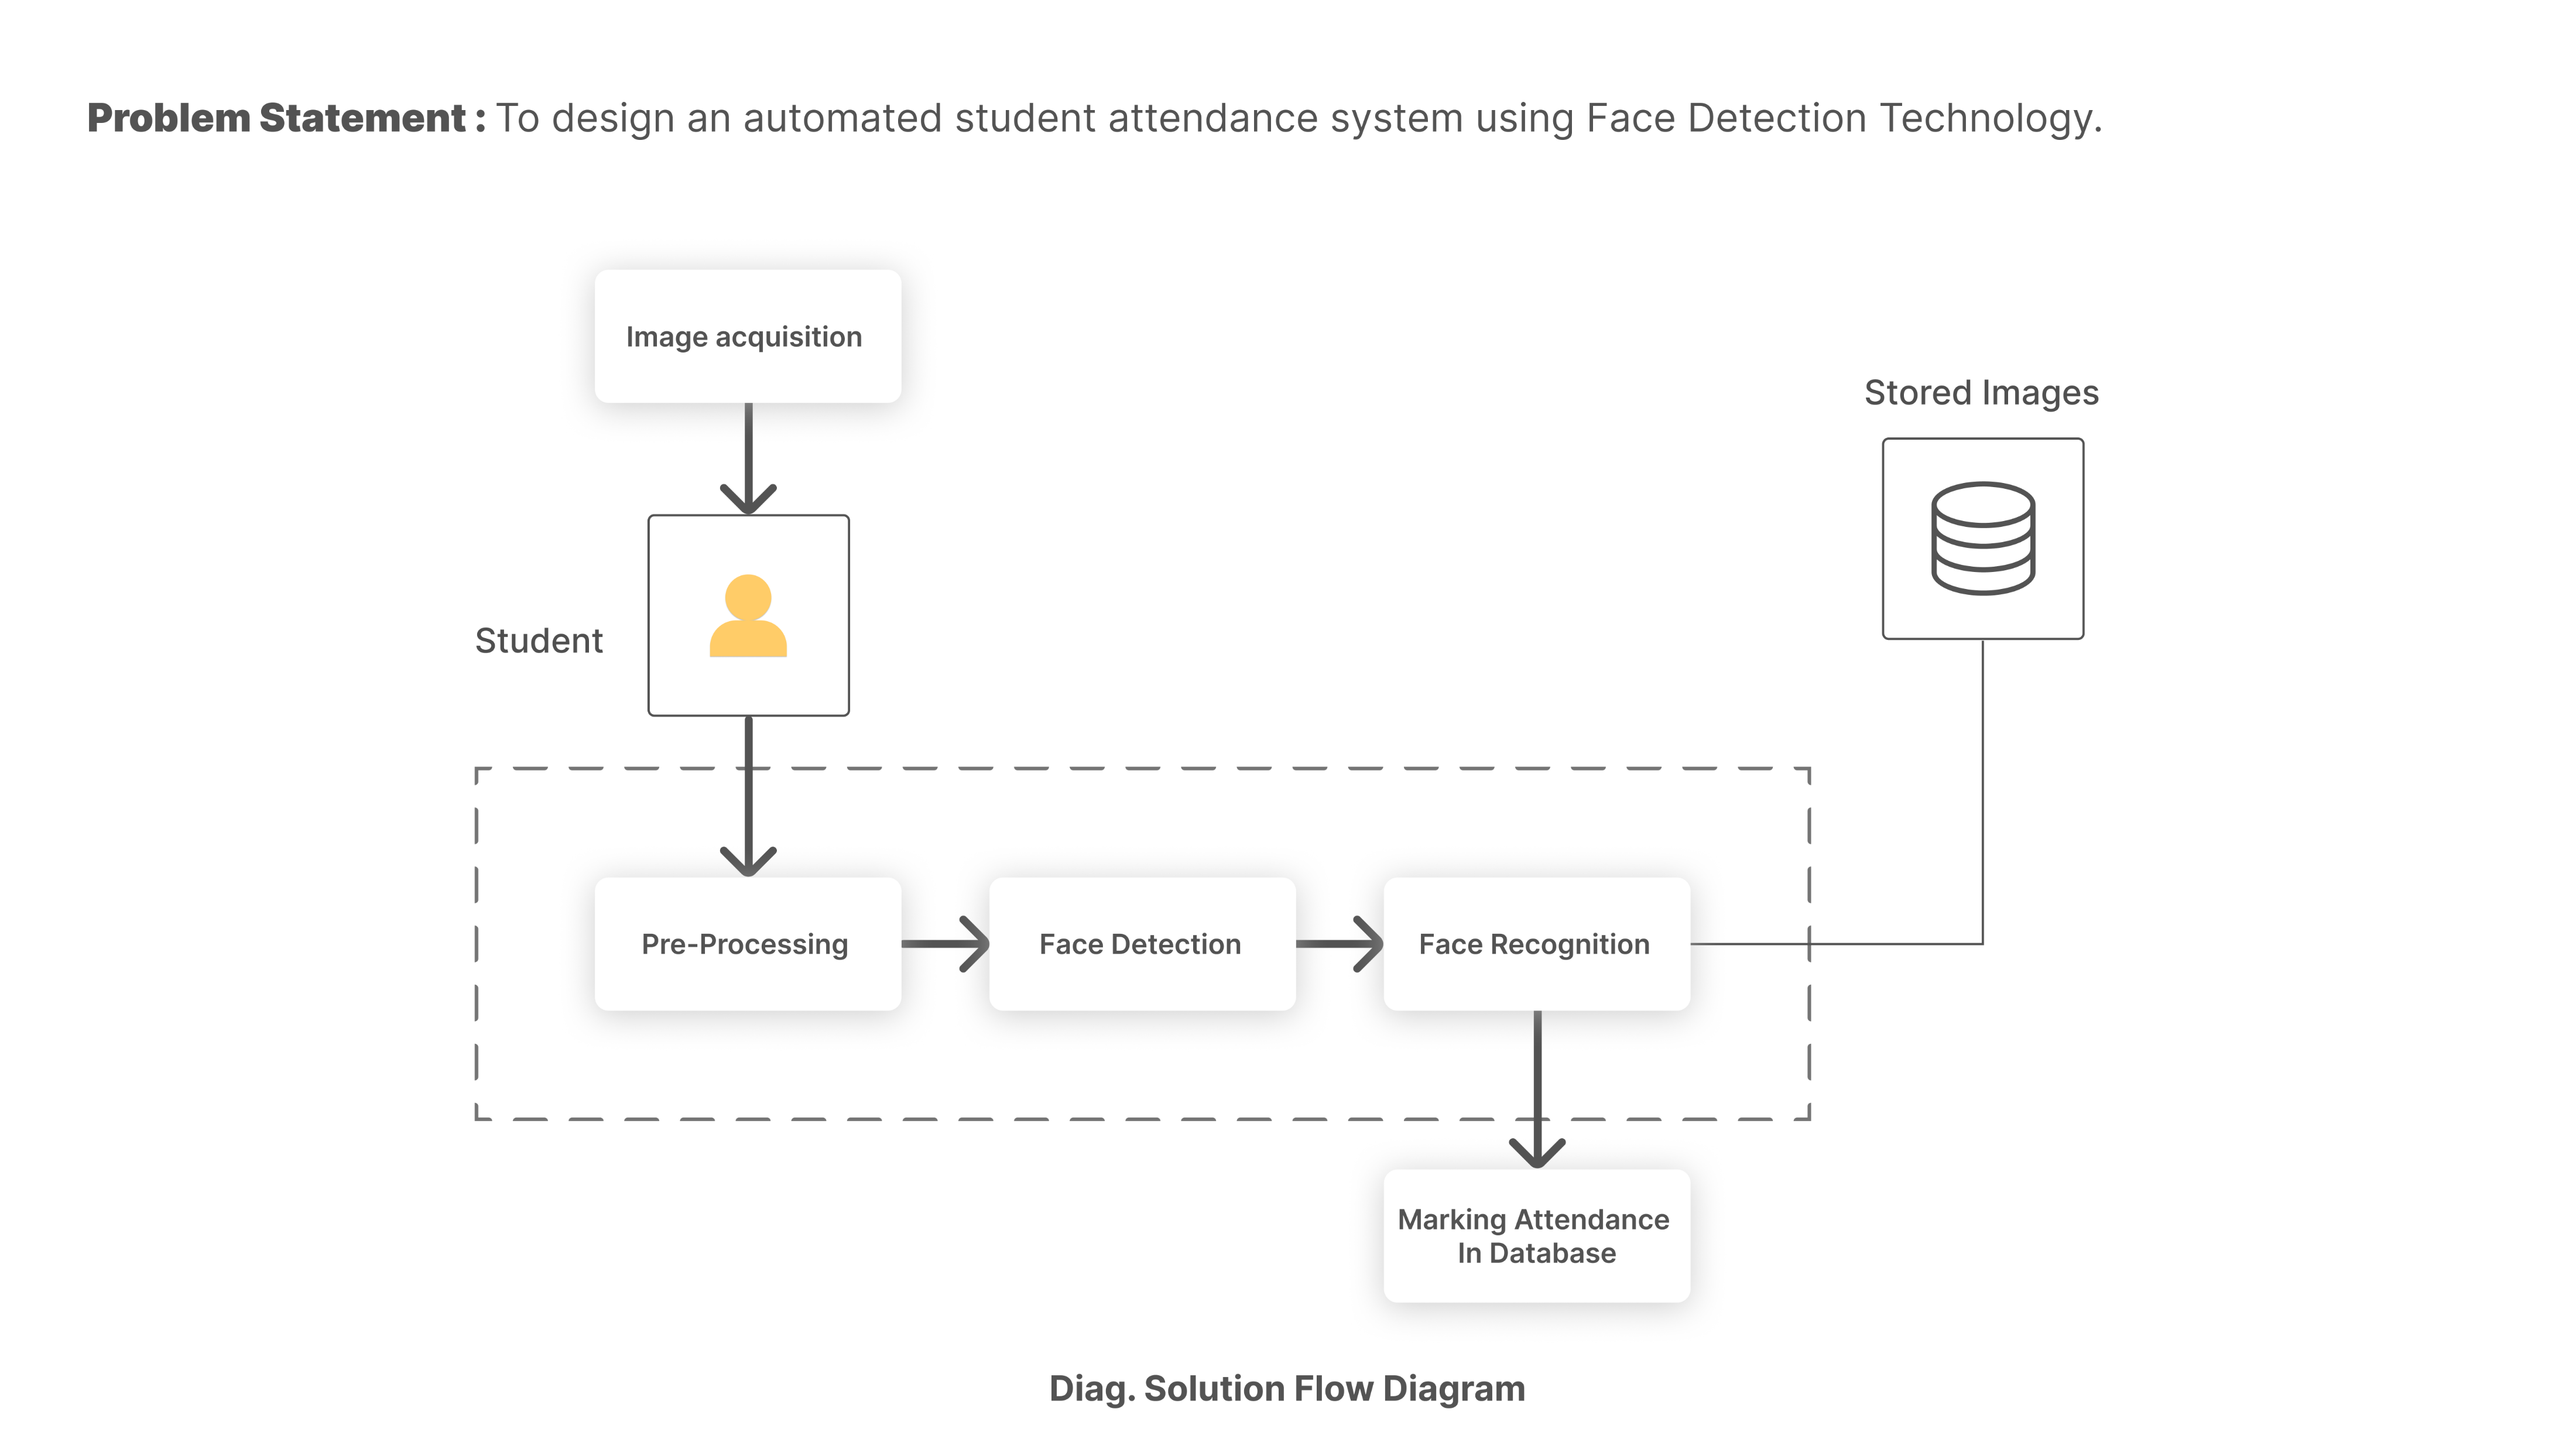 Problem Statement : To design an automated student attendance system using Face Detection Technology.
Image acquisition
Stored Images
Student
Pre-Processing
Face Detection
Face Recognition
Marking Attendance
In Database
Diag. Solution Flow Diagram